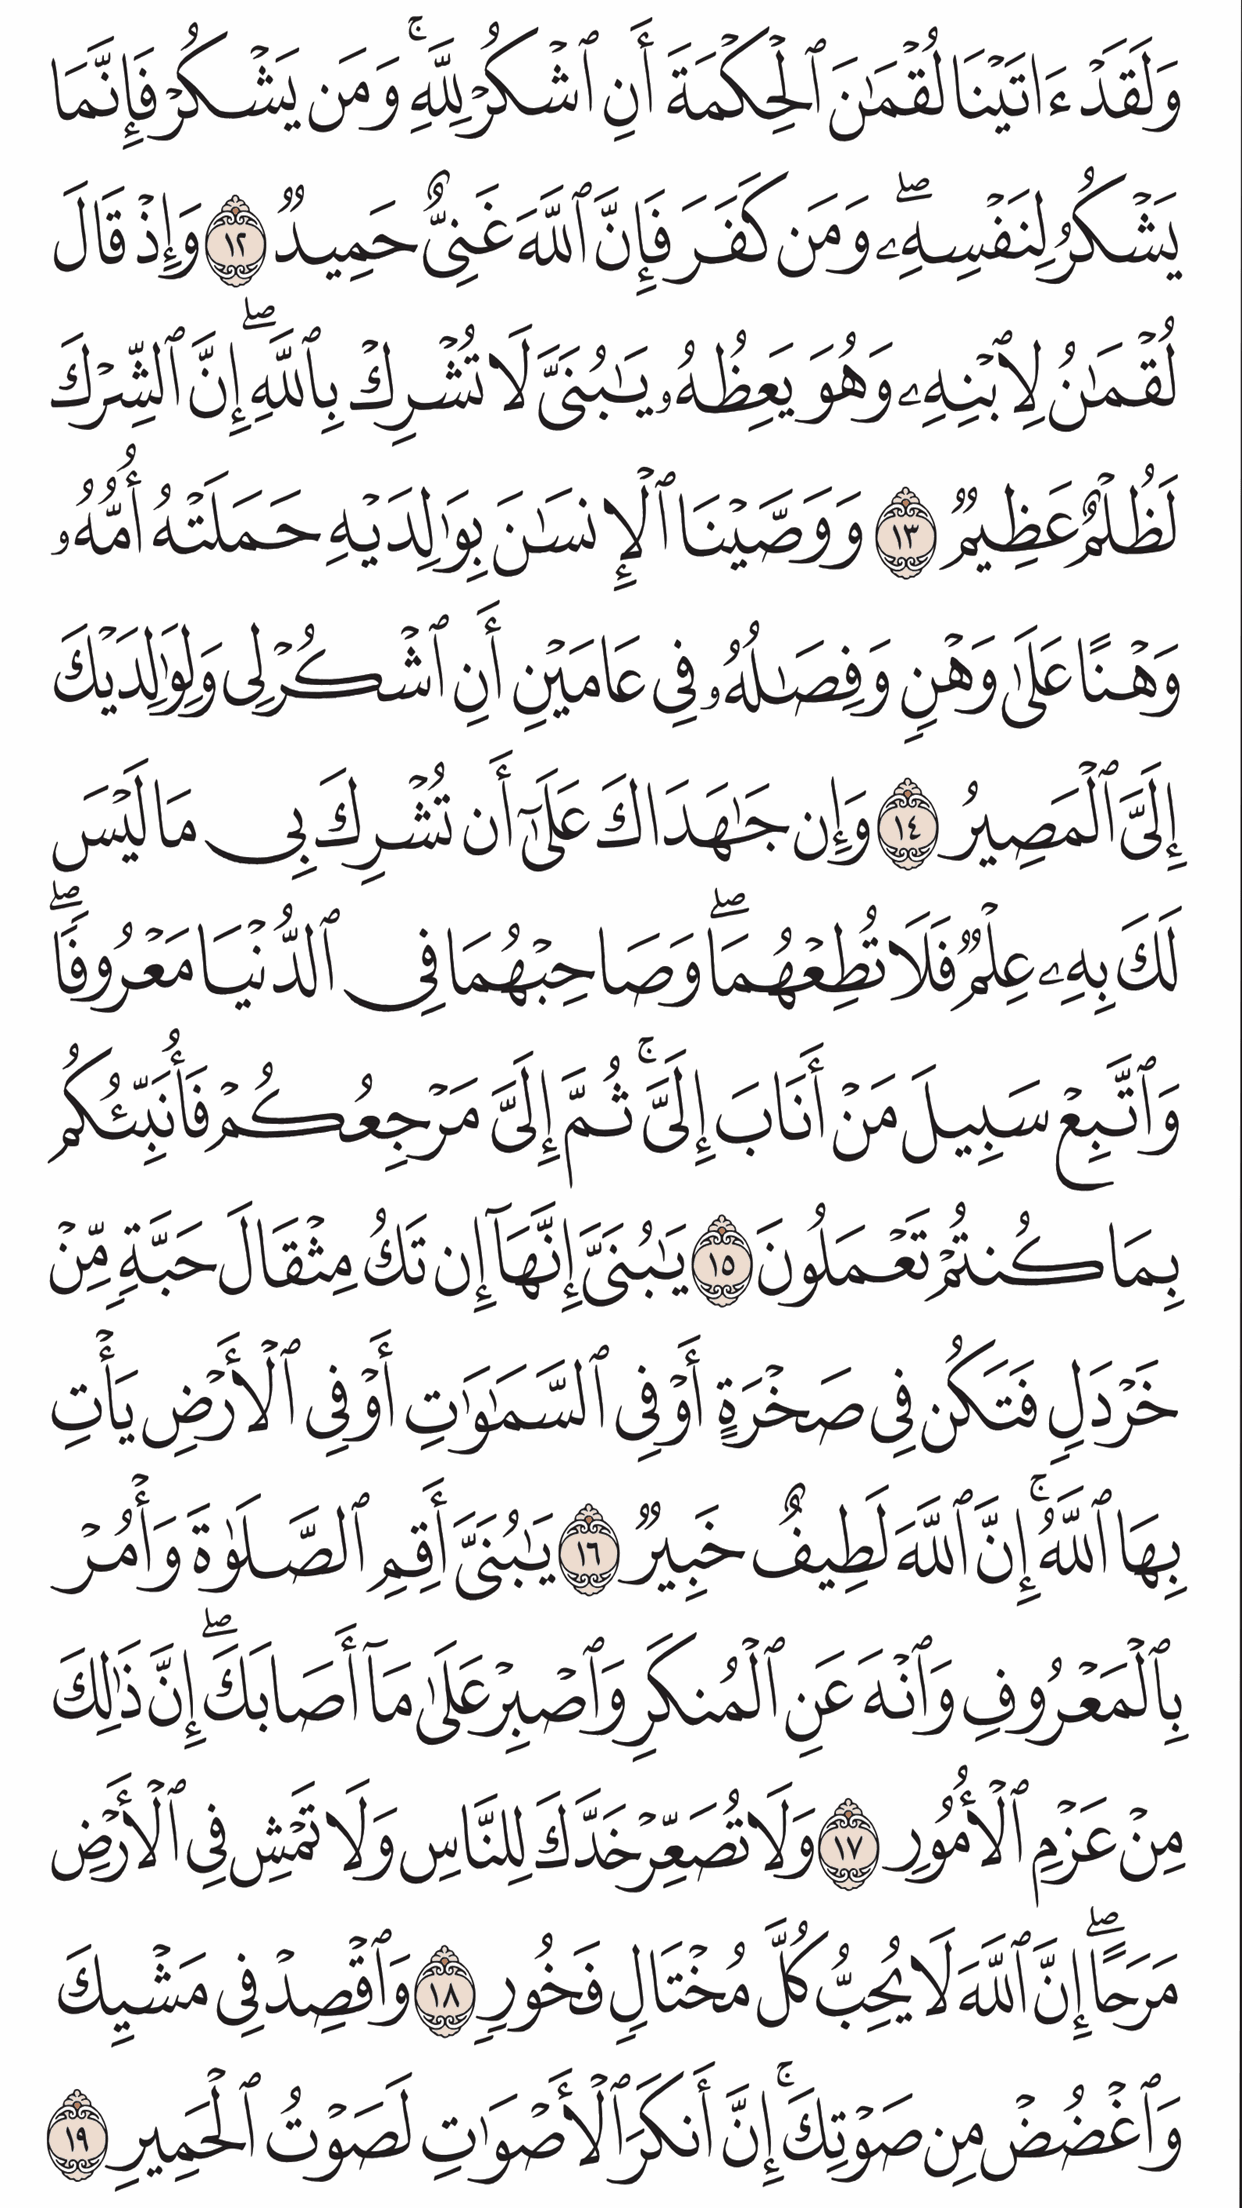 وَلَقَدْ ءَاتَيْنَا لُقْمَٰنَ ٱلْحِكْمَةَ أَنِ ٱشْكُرْ لِلَّهِۚ وَمَن يَشْكُرْ فَإِنَّمَا
يَشْكُرُ لِنَفْسِهِۦۖ وَمَن كَفَرَ فَإِنَّ ٱللَّهَ غَنِىٌّ حَمِيدٌ ١٢ وَإِذْ قَالَ
لُقْمَٰنُ لِٱبْنِهِۦ وَهُوَ يَعِظُهُۥ يَٰبُنَىَّ لَا تُشْرِكْ بِٱللَّهِۖ إِنَّ ٱلشِّرْكَ
لَظُلْمٌ عَظِيمٌ ١٣ وَوَصَّيْنَا ٱلْإِنسَٰنَ بِوَٰلِدَيْهِ حَمَلَتْهُ أُمُّهُۥ
وَهْنًا عَلَىٰ وَهْنٍ وَفِصَٰلُهُۥ فِى عَامَيْنِ أَنِ ٱشْكُرْ لِى وَلِوَٰلِدَيْكَ
إِلَىَّ ٱلْمَصِيرُ ١٤ وَإِن جَٰهَدَاكَ عَلَىٰٓ أَن تُشْرِكَ بِى مَا لَيْسَ
لَكَ بِهِۦ عِلْمٌ فَلَا تُطِعْهُمَاۖ وَصَاحِبْهُمَا فِى ٱلدُّنْيَا مَعْرُوفًاۖ
وَٱتَّبِعْ سَبِيلَ مَنْ أَنَابَ إِلَىَّۚ ثُمَّ إِلَىَّ مَرْجِعُكُمْ فَأُنَبِّئُكُم
بِمَا كُنتُمْ تَعْمَلُونَ ١٥ يَٰبُنَىَّ إِنَّهَآ إِن تَكُ مِثْقَالَ حَبَّةٍ مِّنْ
خَرْدَلٍ فَتَكُن فِى صَخْرَةٍ أَوْ فِى ٱلسَّمَٰوَٰتِ أَوْ فِى ٱلْأَرْضِ يَأْتِ
بِهَا ٱللَّهُۚ إِنَّ ٱللَّهَ لَطِيفٌ خَبِيرٌ ١٦ يَٰبُنَىَّ أَقِمِ ٱلصَّلَوٰةَ وَأْمُرْ
بِٱلْمَعْرُوفِ وَٱنْهَ عَنِ ٱلْمُنكَرِ وَٱصْبِرْ عَلَىٰ مَآ أَصَابَكَۖ إِنَّ ذَٰلِكَ
مِنْ عَزْمِ ٱلْأُمُورِ ١٧ وَلَا تُصَعِّرْ خَدَّكَ لِلنَّاسِ وَلَا تَمْشِ فِى ٱلْأَرْضِ
مَرَحًاۖ إِنَّ ٱللَّهَ لَا يُحِبُّ كُلَّ مُخْتَالٍ فَخُورٍ ١٨ وَٱقْصِدْ فِى مَشْيِكَ
وَٱغْضُضْ مِن صَوْتِكَۚ إِنَّ أَنكَرَ ٱلْأَصْوَٰتِ لَصَوْتُ ٱلْحَمِيرِ ١٩